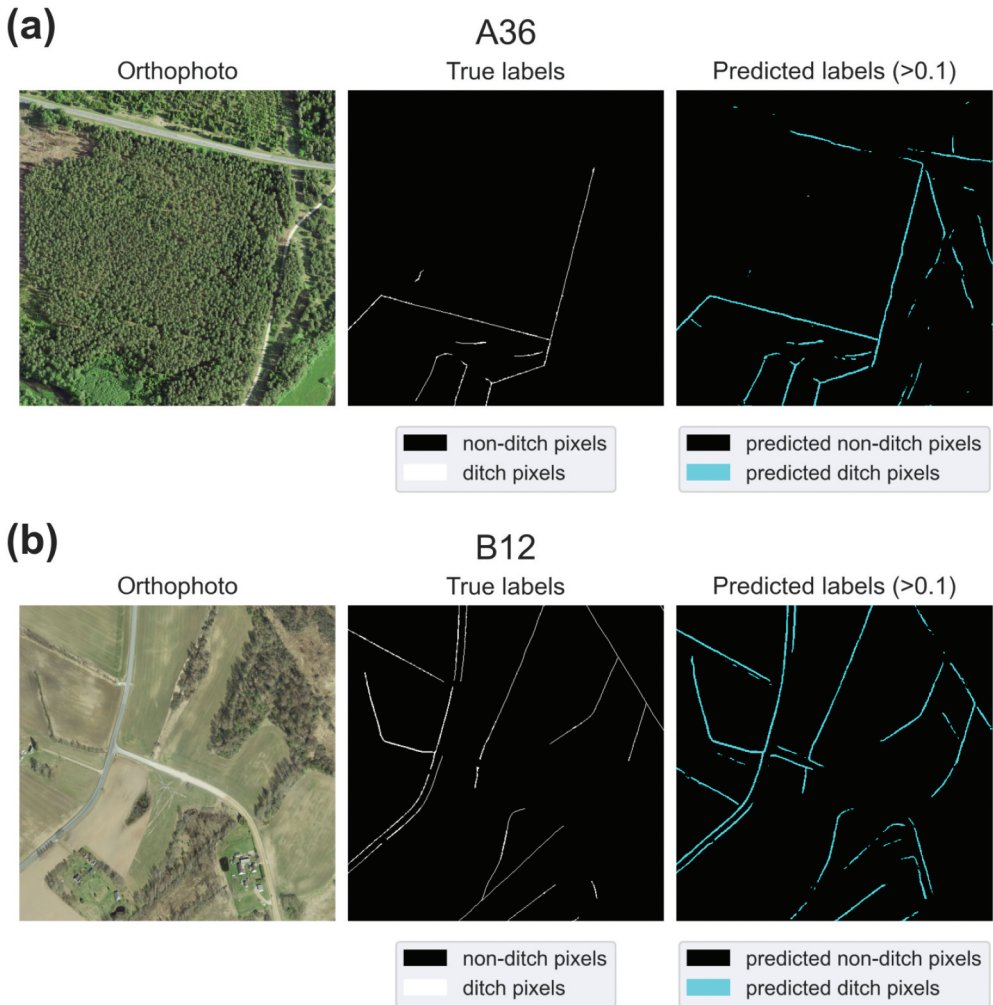 (a)
A36
Orthophoto True labels Predicted labels (>0.1)
non-ditch pixels predicted non-ditch pixels
ditch pixels predicted ditch pixels
(b)
B12
Orthophoto True labels Predicted labels (>0.1)
non-ditch pixels predicted non-ditch pixels
ditch pixels predicted ditch pixels